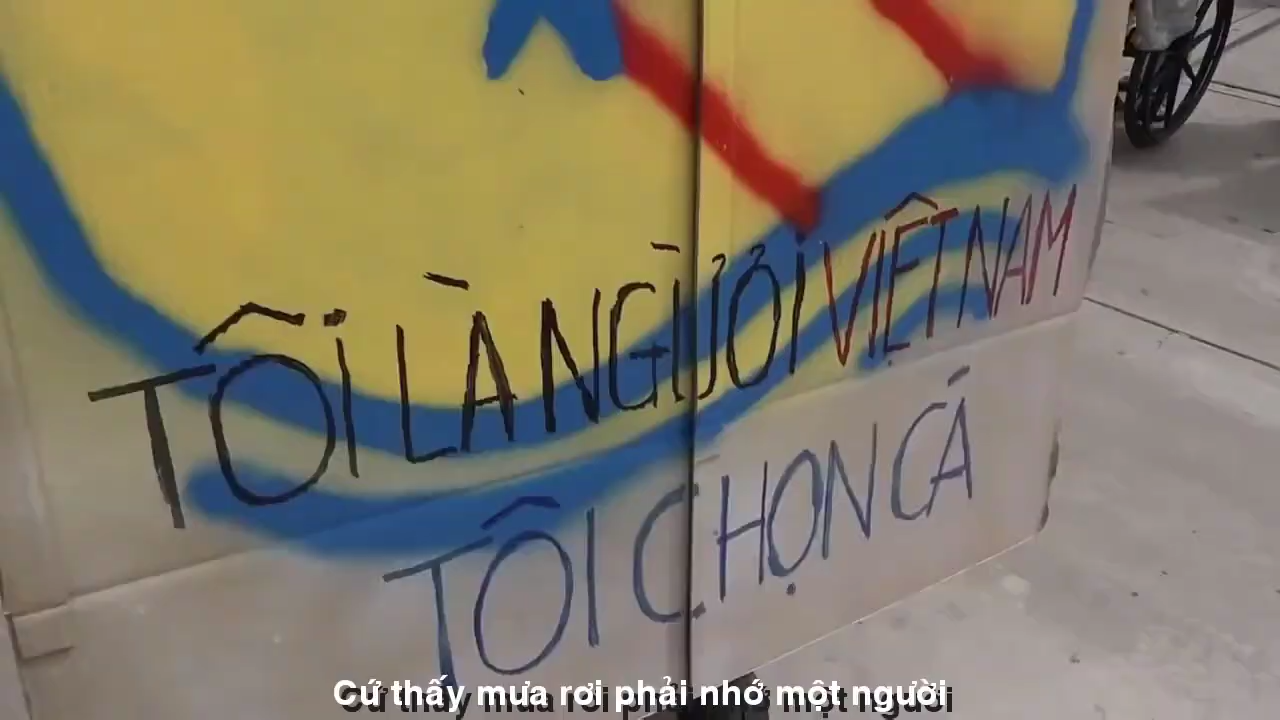 TÔI LÀ NGƯỜI VIỆT NAM
TÔI CHỌN CÁ
Cứ thấy mưa rơi phải nhớ một người